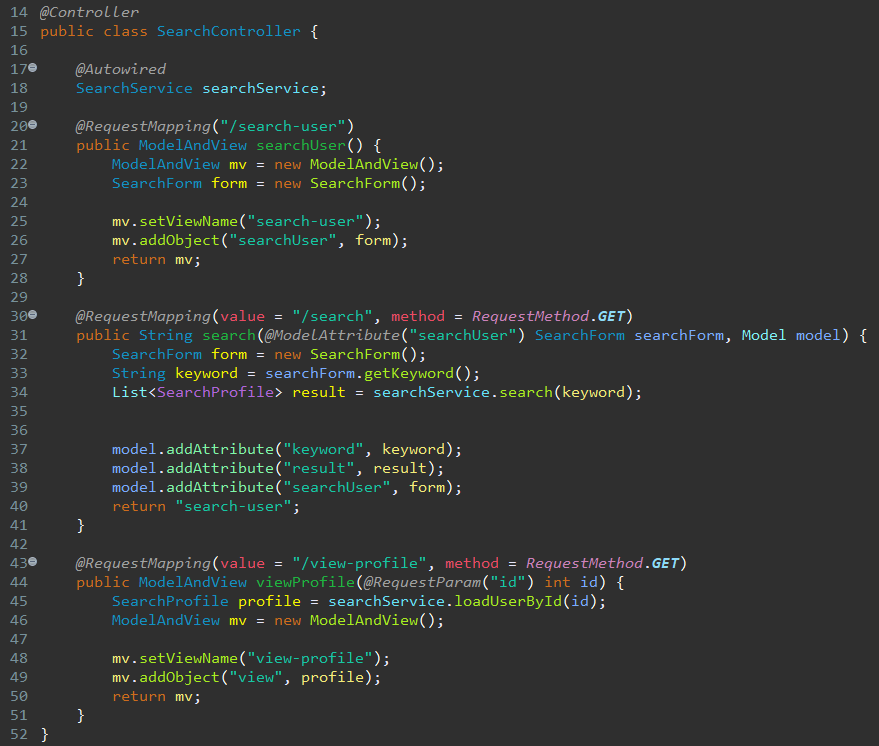 14 @Controller
15 public class SearchController {
16
17 @Autowired
18 SearchService searchService;
19
20 @RequestMapping("/search-user")
21 public ModelAndView searchUser() {
22 ModelAndView mv = new ModelAndView();
23 SearchForm form = new SearchForm();
24
25 mv.setViewName("search-user");
26 mv.addObject("searchUser", form);
27 return mv;
28 }
29
30 @RequestMapping(value = "/search", method = RequestMethod.GET)
31 public String search(@ModelAttribute("searchUser") SearchForm searchForm, Model model) {
32 SearchForm form = new SearchForm();
33 String keyword = searchForm.getKeyword();
34 List<SearchProfile> result = searchService.search(keyword);
35
36
37 model.addAttribute("keyword", keyword);
38 model.addAttribute("result", result);
39 model.addAttribute("searchUser", form);
40 return "search-user";
41 }
42
43 @RequestMapping(value = "/view-profile", method = RequestMethod.GET)
44 public ModelAndView viewProfile(@RequestParam("id") int id) {
45 SearchProfile profile = searchService.loadUserById(id);
46 ModelAndView mv = new ModelAndView();
47
48 mv.setViewName("view-profile");
49 mv.addObject("view", profile);
50 return mv;
51 }
52 }